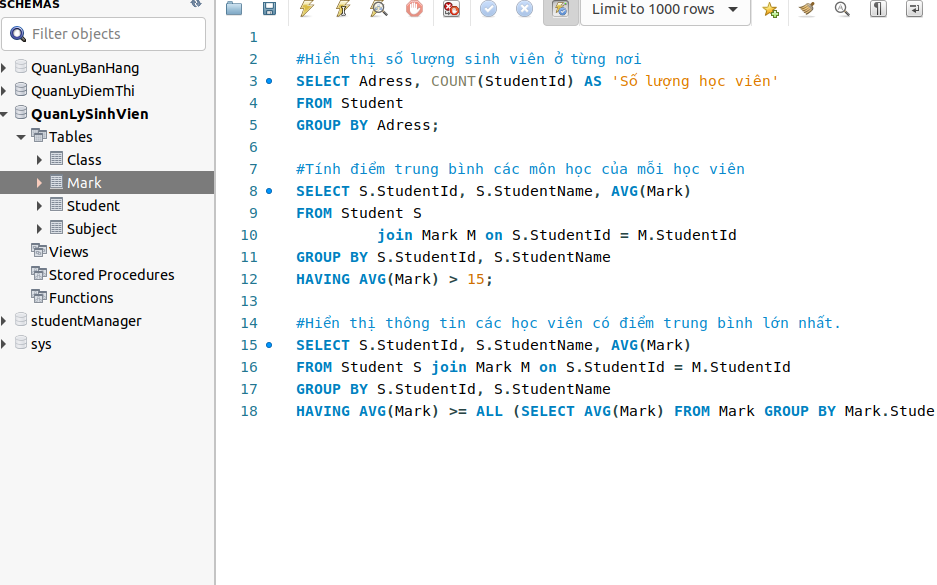 SCHEMAS
Limit to 1000 rows
Filter objects
QuanLyBanHang
QuanLyDiemThi
QuanLySinhVien
Tables
Class
Mark
Student
Subject
Views
Stored Procedures
Functions
studentManager
sys
1
2 #Hiển thị số lượng sinh viên ở từng nơi
3 SELECT Adress, COUNT(StudentId) AS 'Số lượng học viên'
4 FROM Student
5 GROUP BY Adress;
6
7 #Tính điểm trung bình các môn học của mỗi học viên
8 SELECT S.StudentId, S.StudentName, AVG(Mark)
9 FROM Student S
10 join Mark M on S.StudentId = M.StudentId
11 GROUP BY S.StudentId, S.StudentName
12 HAVING AVG(Mark) > 15;
13
14 #Hiển thị thông tin các học viên có điểm trung bình lớn nhất.
15 SELECT S.StudentId, S.StudentName, AVG(Mark)
16 FROM Student S join Mark M on S.StudentId = M.StudentId
17 GROUP BY S.StudentId, S.StudentName
18 HAVING AVG(Mark) >= ALL (SELECT AVG(Mark) FROM Mark GROUP BY Mark.Stude